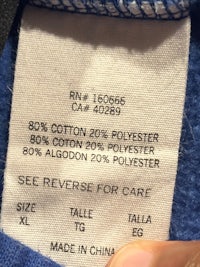 RN# 160666
CA# 40289
80% COTTON 20% POLYESTER
80% COTON 20% POLYESTER
80% ALGODON 20% POLYESTER
SEE REVERSE FOR CARE
SIZE TALLE TALLA
XL TG EG
MADE IN CHINA